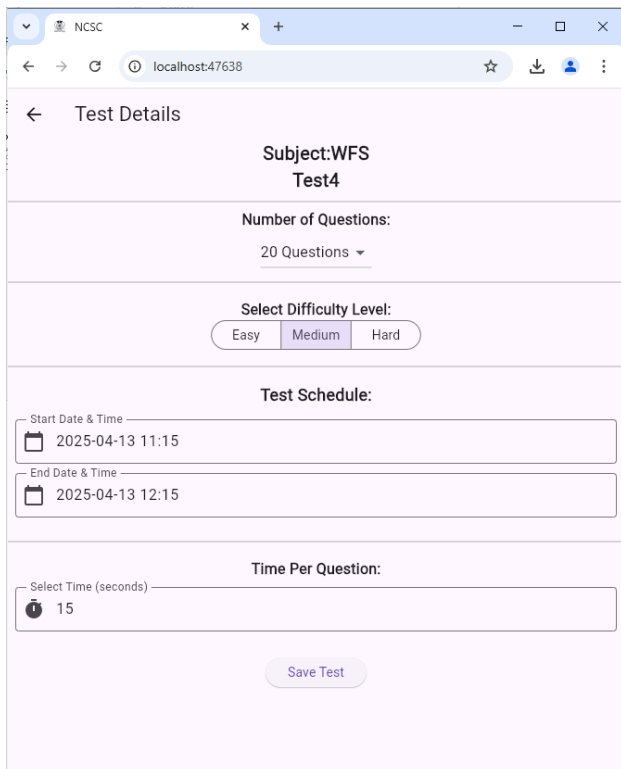 NCSC
localhost:47638
Test Details
Subject:WFS
Test4
Number of Questions:
20 Questions
Select Difficulty Level:
Easy Medium Hard
Test Schedule:
Start Date & Time
2025-04-13 11:15
End Date & Time
2025-04-13 12:15
Time Per Question:
Select Time (seconds)
15
Save Test